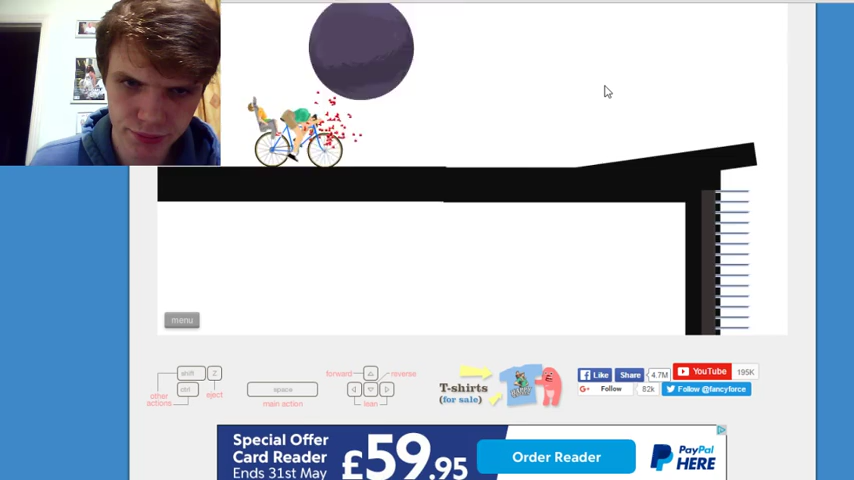 menu
shift
Z
ctrl
other
actions
eject
space
main action
forward
reverse
lean
T-shirts
(for sale)
Like
Share
4.7M
YouTube
195K
Follow
82k
Follow @fancyforce
Special Offer
Card Reader
Ends 31st May
£59.95
Order Reader
PayPal
HERE